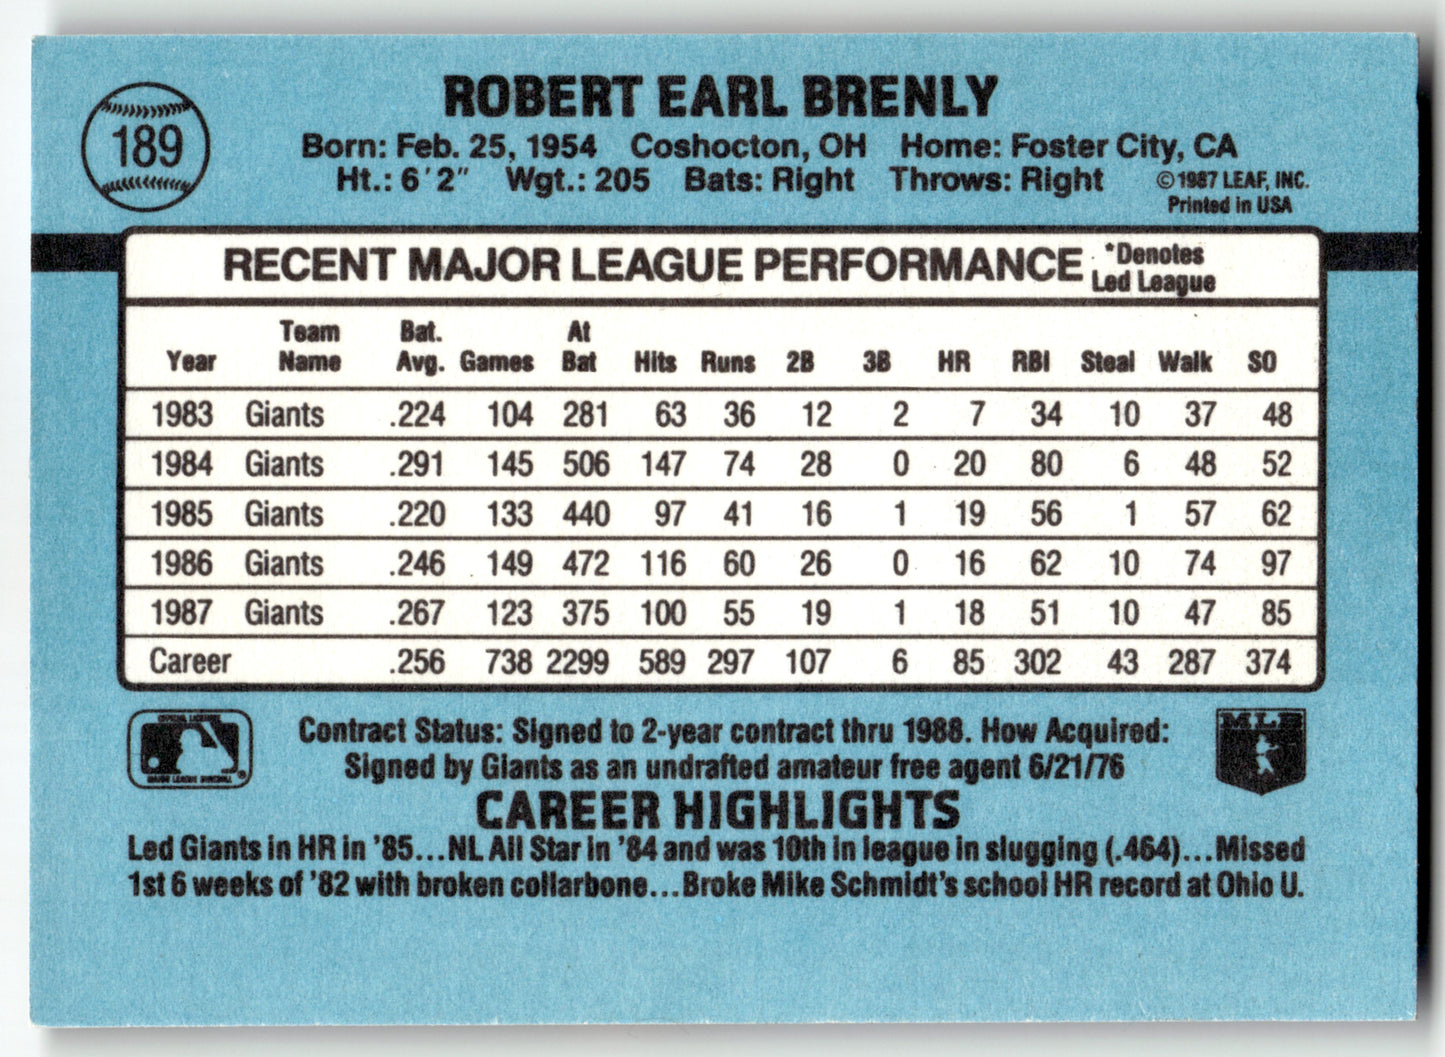 189
ROBERT EARL BRENLY
Born: Feb. 25, 1954 Coshocton, OH Home: Foster City, CA
Ht.: 6'2" Wgt.: 205 Bats: Right Throws: Right
©1987 LEAF, INC.
Printed in USA
RECENT MAJOR LEAGUE PERFORMANCE
*Denotes
Led League
Year Team Name Bat. Avg. Games At Bat Hits Runs 2B 3B HR RBI Steal Walk SO
1983 Giants .224 104 281 63 36 12 2 7 34 10 37 48
1984 Giants .291 145 506 147 74 28 0 20 80 6 48 52
1985 Giants .220 133 440 97 41 16 1 19 56 1 57 62
1986 Giants .246 149 472 116 60 26 0 16 62 10 74 97
1987 Giants .267 123 375 100 55 19 1 18 51 10 47 85
Career .256 738 2299 589 297 107 6 85 302 43 287 374
Contract Status: Signed to 2-year contract thru 1988. How Acquired:
Signed by Giants as an undrafted amateur free agent 6/21/76
MLB
CAREER HIGHLIGHTS
Led Giants in HR in '85...NL All Star in '84 and was 10th in league in slugging (.464)...Missed
1st 6 weeks of '82 with broken collarbone...Broke Mike Schmidt's school HR record at Ohio U.